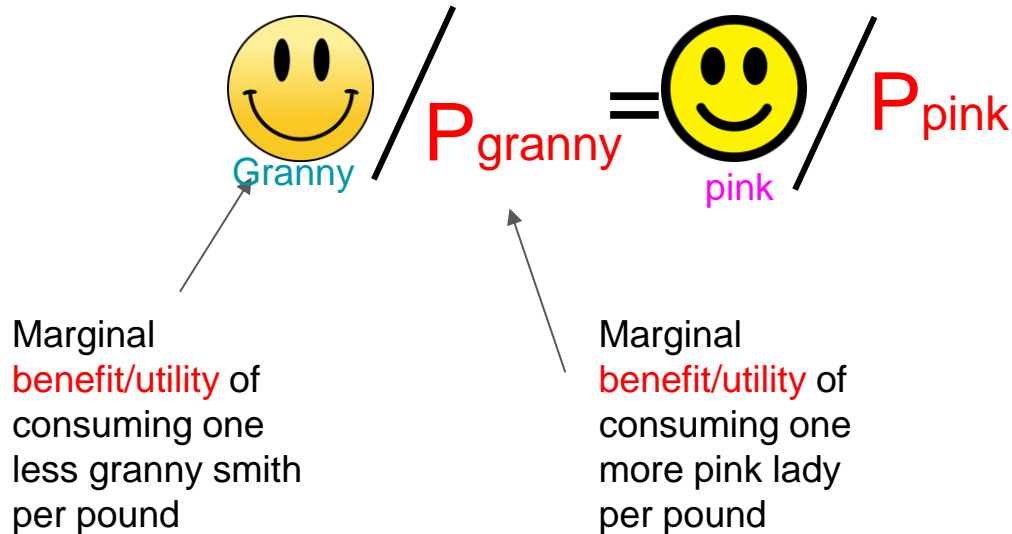 Granny / Pgranny = pink / Ppink
Marginal
benefit/utility of
consuming one
less granny smith
per pound
Marginal
benefit/utility of
consuming one
more pink lady
per pound